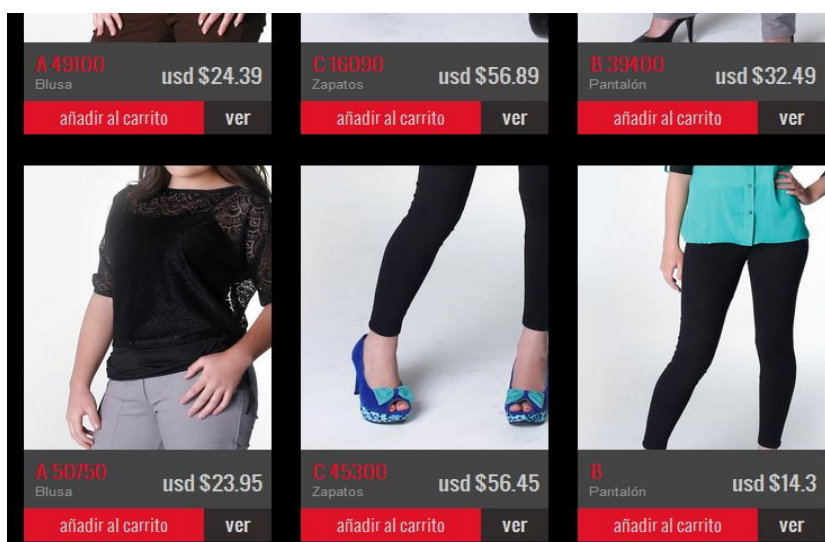 A 49100
Blusa
usd $24.39
C 16090
Zapatos
usd $56.89
B 39400
Pantalón
usd $32.49
añadir al carrito ver
añadir al carrito ver
añadir al carrito ver
A 50750
Blusa
usd $23.95
C 45300
Zapatos
usd $56.45
B
Pantalón
usd $14.3
añadir al carrito ver
añadir al carrito ver
añadir al carrito ver